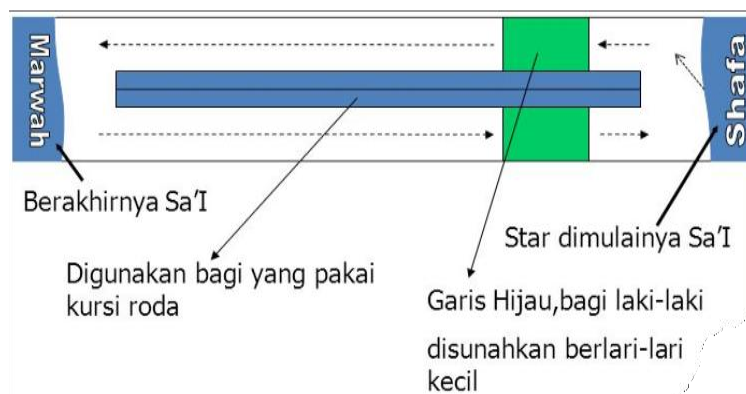 Marwah
Shafa
Berakhirnya Sa’I
Star dimulainya Sa’I
Digunakan bagi yang pakai
kursi roda
Garis Hijau,bagi laki-laki
disunahkan berlari-lari
kecil